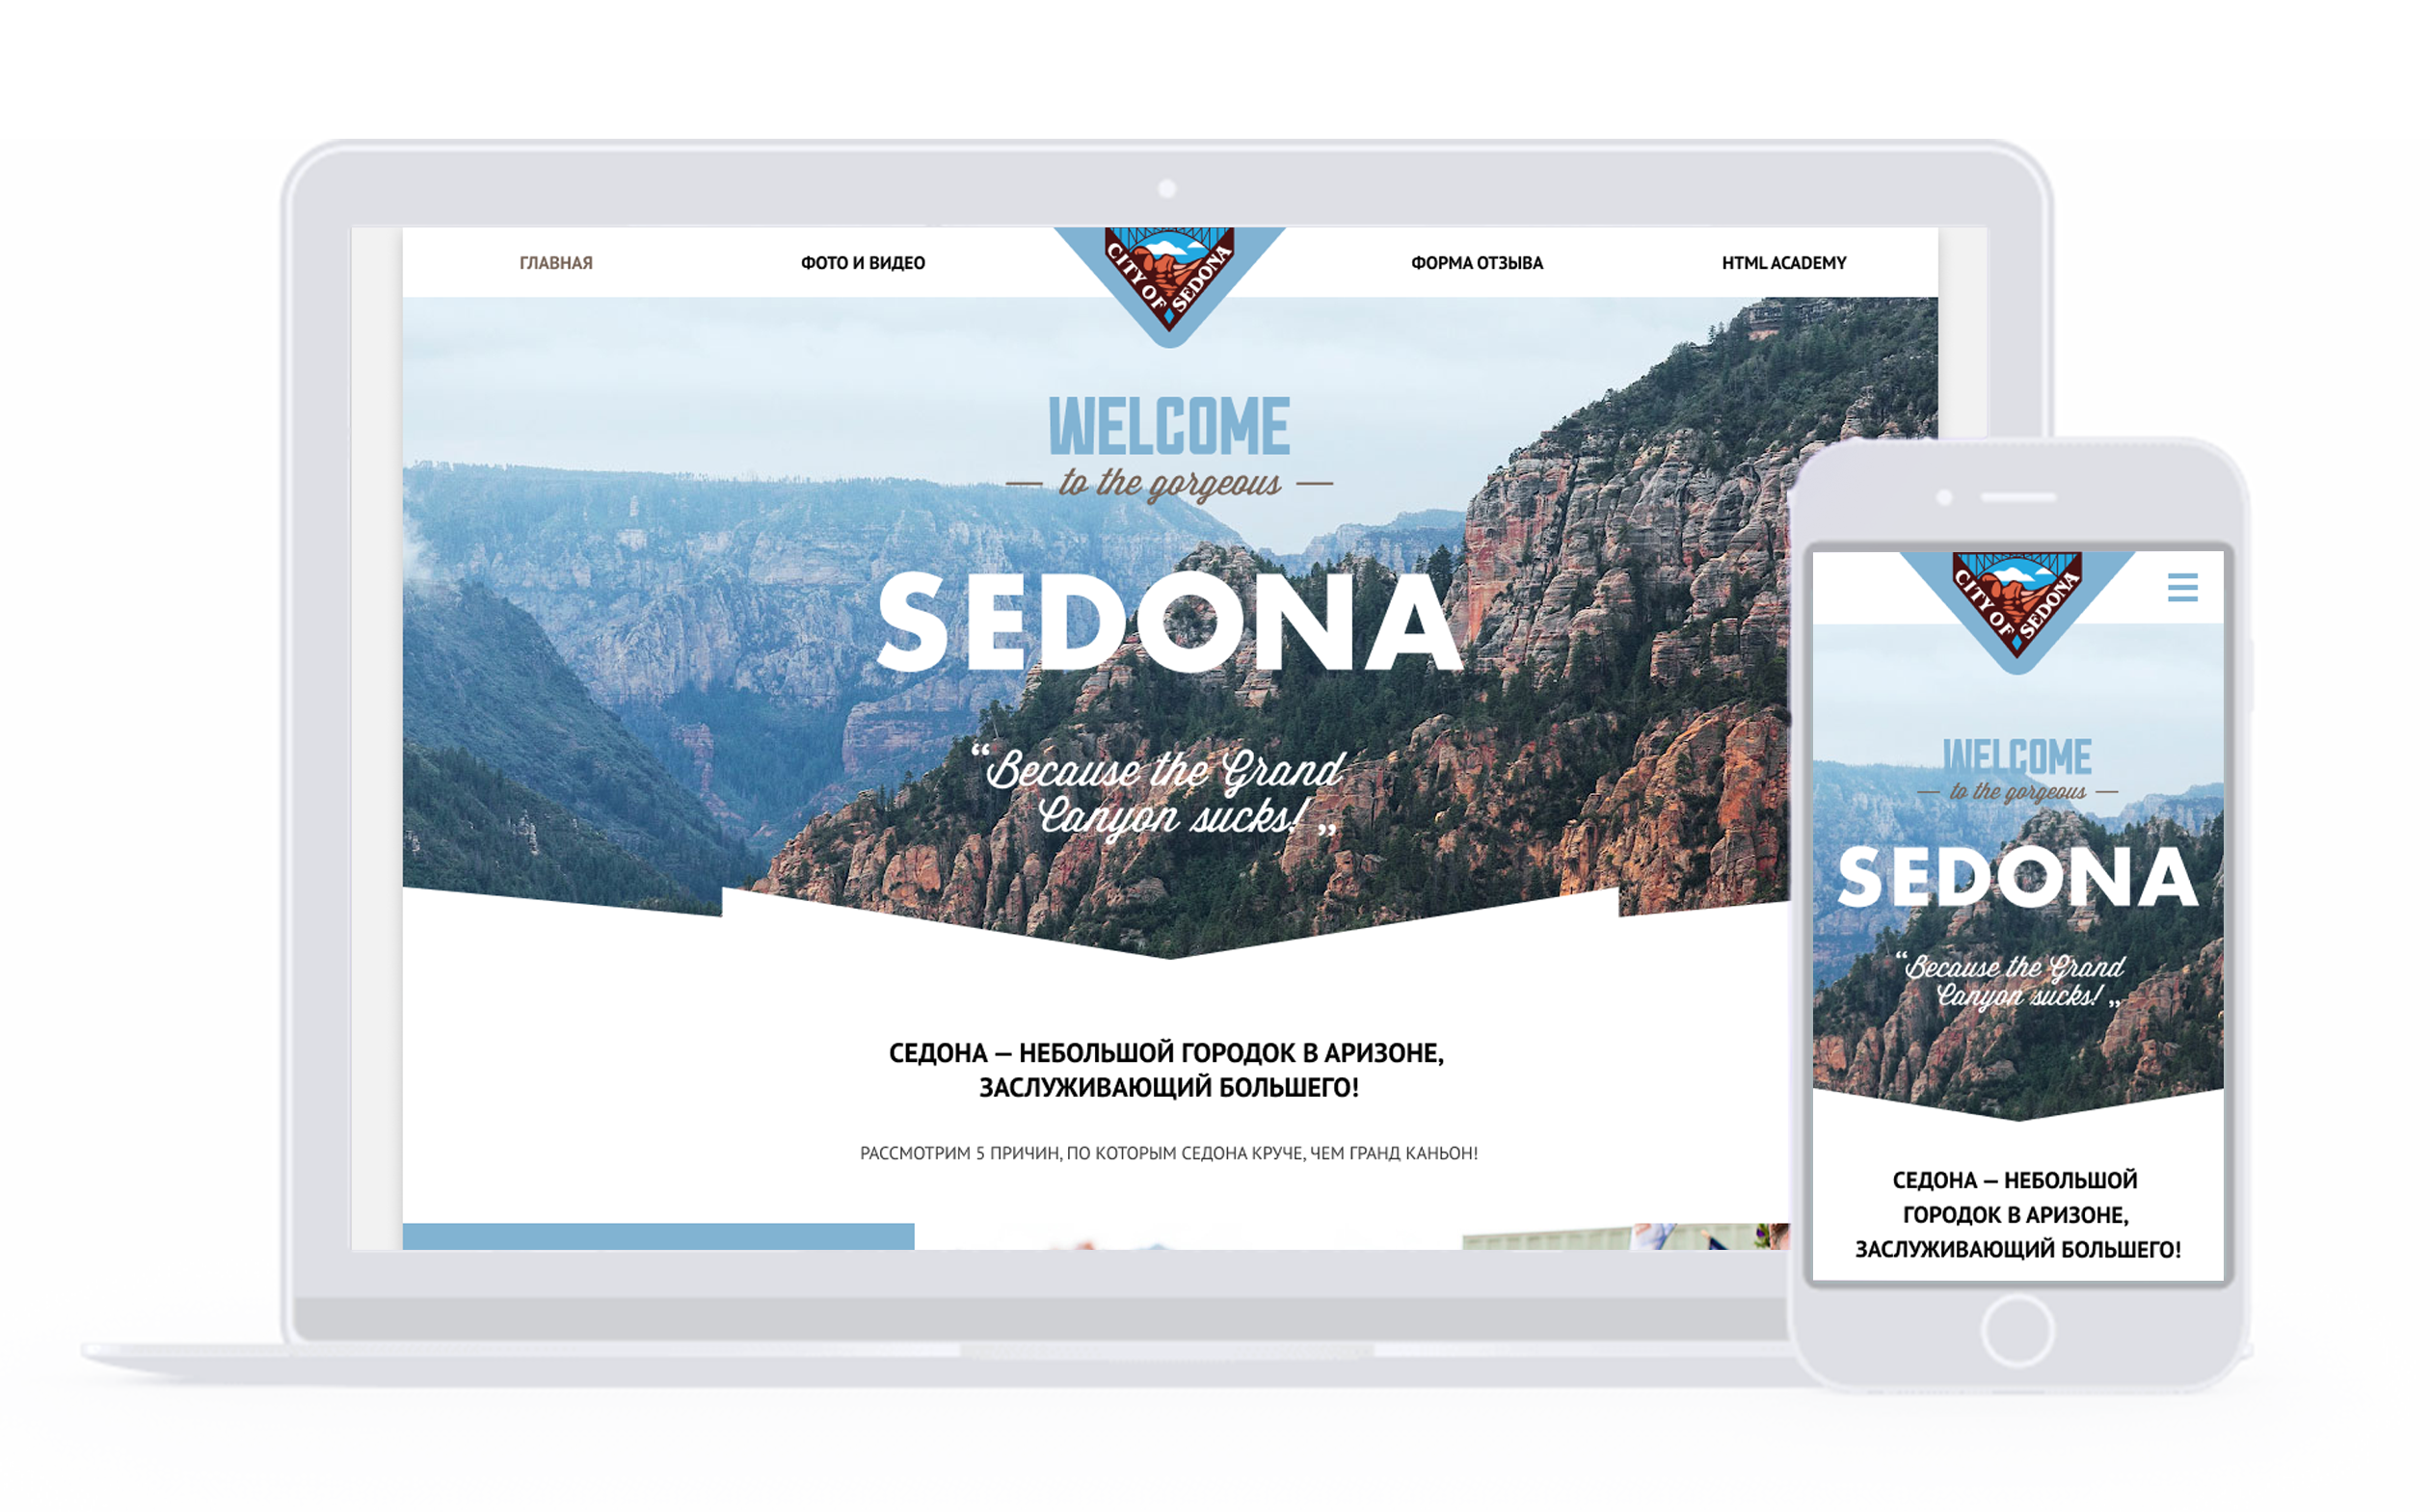 ГЛАВНАЯ
ФОТО И ВИДЕО
CITY OF SEDONA
ФОРМА ОТЗЫВА
HTML ACADEMY
WELCOME
— to the gorgeous —
SEDONA
“Because the Grand
Canyon sucks! „
СЕДОНА — НЕБОЛЬШОЙ ГОРОДОК В АРИЗОНЕ,
ЗАСЛУЖИВАЮЩИЙ БОЛЬШЕГО!
РАССМОТРИМ 5 ПРИЧИН, ПО КОТОРЫМ СЕДОНА КРУЧЕ, ЧЕМ ГРАНД КАНЬОН!
CITY OF SEDONA
WELCOME
— to the gorgeous —
SEDONA
“Because the Grand
Canyon sucks! „
СЕДОНА — НЕБОЛЬШОЙ
ГОРОДОК В АРИЗОНЕ,
ЗАСЛУЖИВАЮЩИЙ БОЛЬШЕГО!